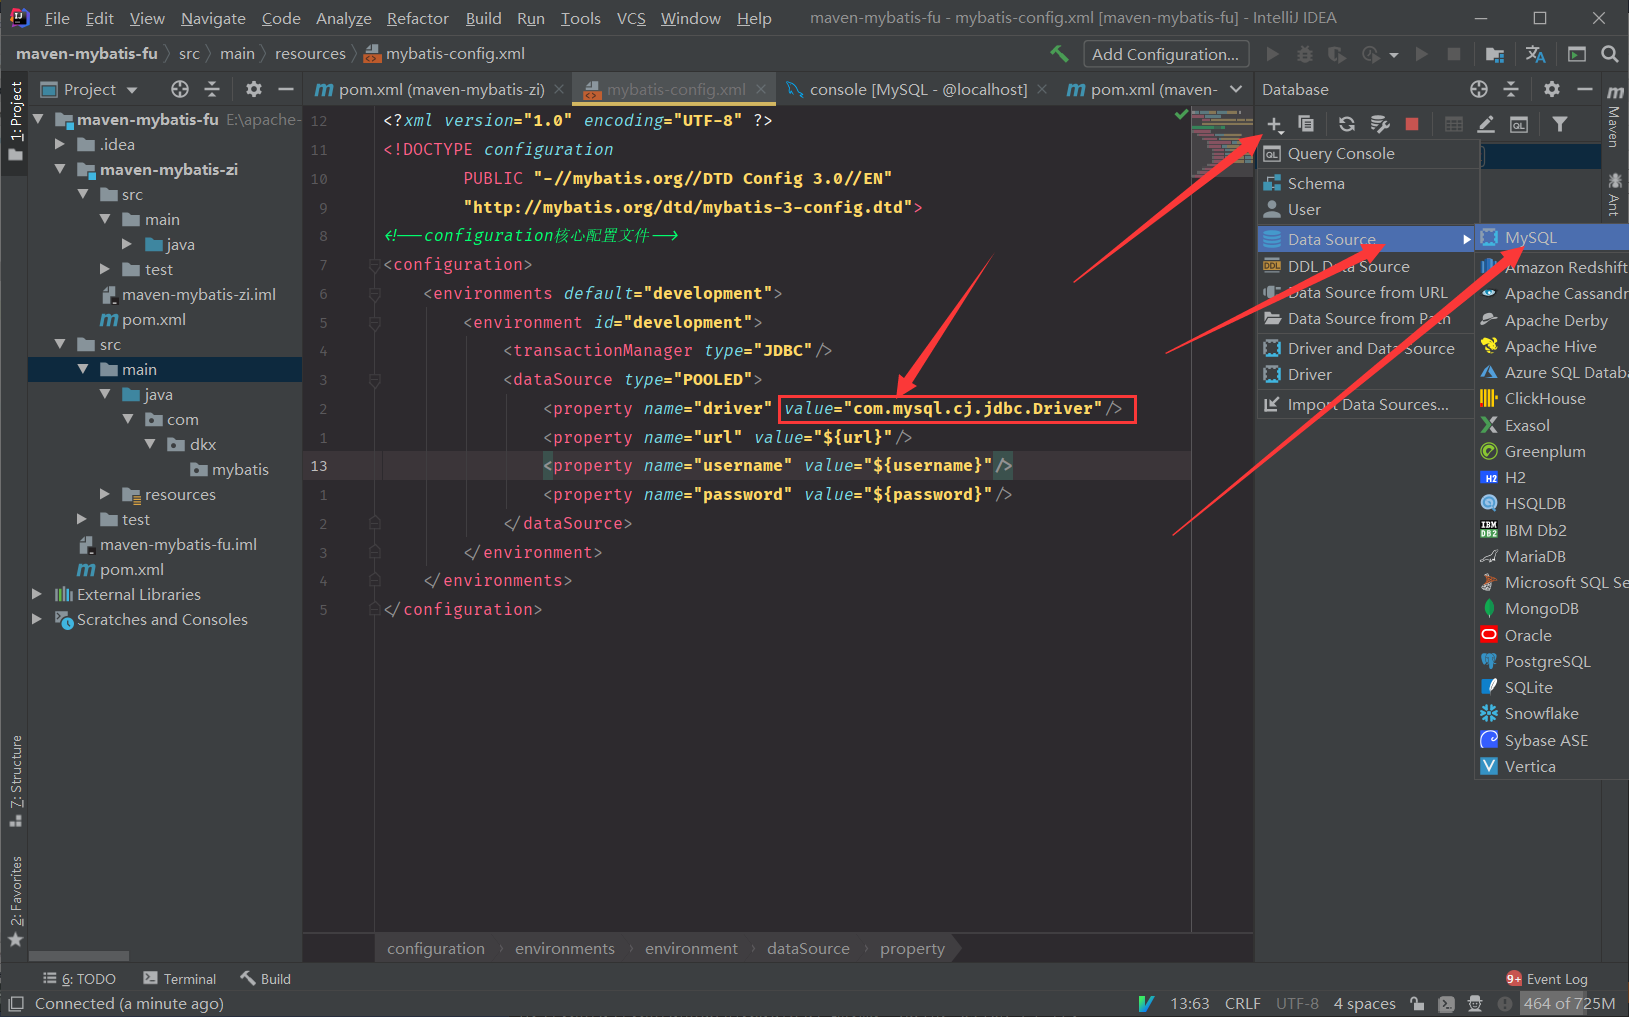 File Edit View Navigate Code Analyze Refactor Build Run Tools VCS Window Help maven-mybatis-fu - mybatis-config.xml [maven-mybatis-fu] - IntelliJ IDEA
maven-mybatis-fu src main resources mybatis-config.xml Add Configuration...
Project pom.xml (maven-mybatis-zi) mybatis-config.xml console [MySQL - @localhost] pom.xml (maven- Database
1: Project
maven-mybatis-fu E:\apache-
.idea
maven-mybatis-zi
src
main
java
test
maven-mybatis-zi.iml
pom.xml
src
main
java
com
dkx
mybatis
resources
test
maven-mybatis-fu.iml
pom.xml
External Libraries
Scratches and Consoles
7: Structure
2: Favorites
12 <?xml version="1.0" encoding="UTF-8" ?>
11 <!DOCTYPE configuration
10 PUBLIC "-//mybatis.org//DTD Config 3.0//EN"
9 "http://mybatis.org/dtd/mybatis-3-config.dtd">
8 <!--configuration核心配置文件-->
7 <configuration>
6 <environments default="development">
5 <environment id="development">
4 <transactionManager type="JDBC"/>
3 <dataSource type="POOLED">
2 <property name="driver" value="com.mysql.cj.jdbc.Driver"/>
1 <property name="url" value="${url}"/>
13 <property name="username" value="${username}"/>
1 <property name="password" value="${password}"/>
2 </dataSource>
3 </environment>
4 </environments>
5 </configuration>
configuration environments environment dataSource property
Query Console
Schema
User
Data Source
DDL Data Source
Data Source from URL
Data Source from Path
Driver and Data Source
Driver
Import Data Sources...
MySQL
Amazon Redshift
Apache Cassandr
Apache Derby
Apache Hive
Azure SQL Databa
ClickHouse
Exasol
Greenplum
H2
HSQLDB
IBM Db2
MariaDB
Microsoft SQL Se
MongoDB
Oracle
PostgreSQL
SQLite
Snowflake
Sybase ASE
Vertica
Maven
Ant
6: TODO Terminal Build 9+ Event Log
Connected (a minute ago) 13:63 CRLF UTF-8 4 spaces 464 of 725M